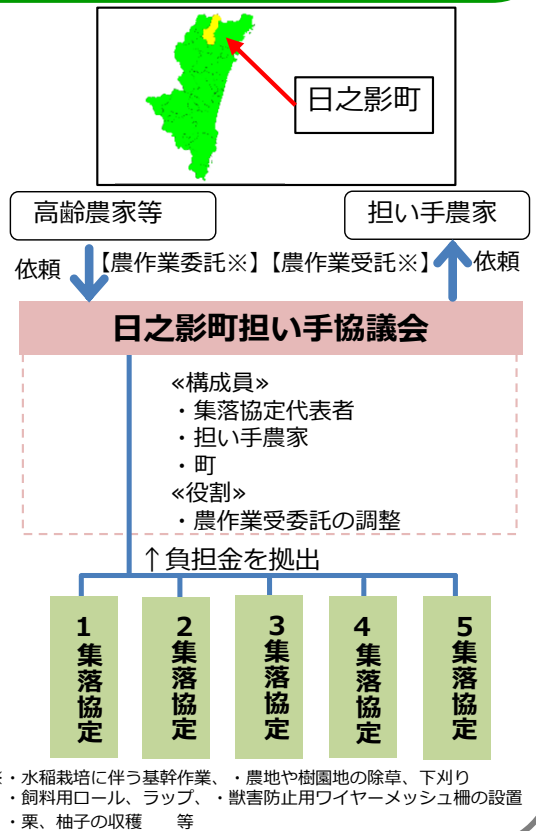 日之影町
高齢農家等
担い手農家
依頼 【農作業委託※】【農作業受託※】 依頼
日之影町担い手協議会
≪構成員≫
・集落協定代表者
・担い手農家
・町
≪役割≫
・農作業受委託の調整
↑負担金を拠出
1集落協定
2集落協定
3集落協定
4集落協定
5集落協定
・水稲栽培に伴う基幹作業、・農地や樹園地の除草、下刈り
・飼料用ロール、ラップ、・獣害防止用ワイヤーメッシュ柵の設置
・栗、柚子の収穫　等